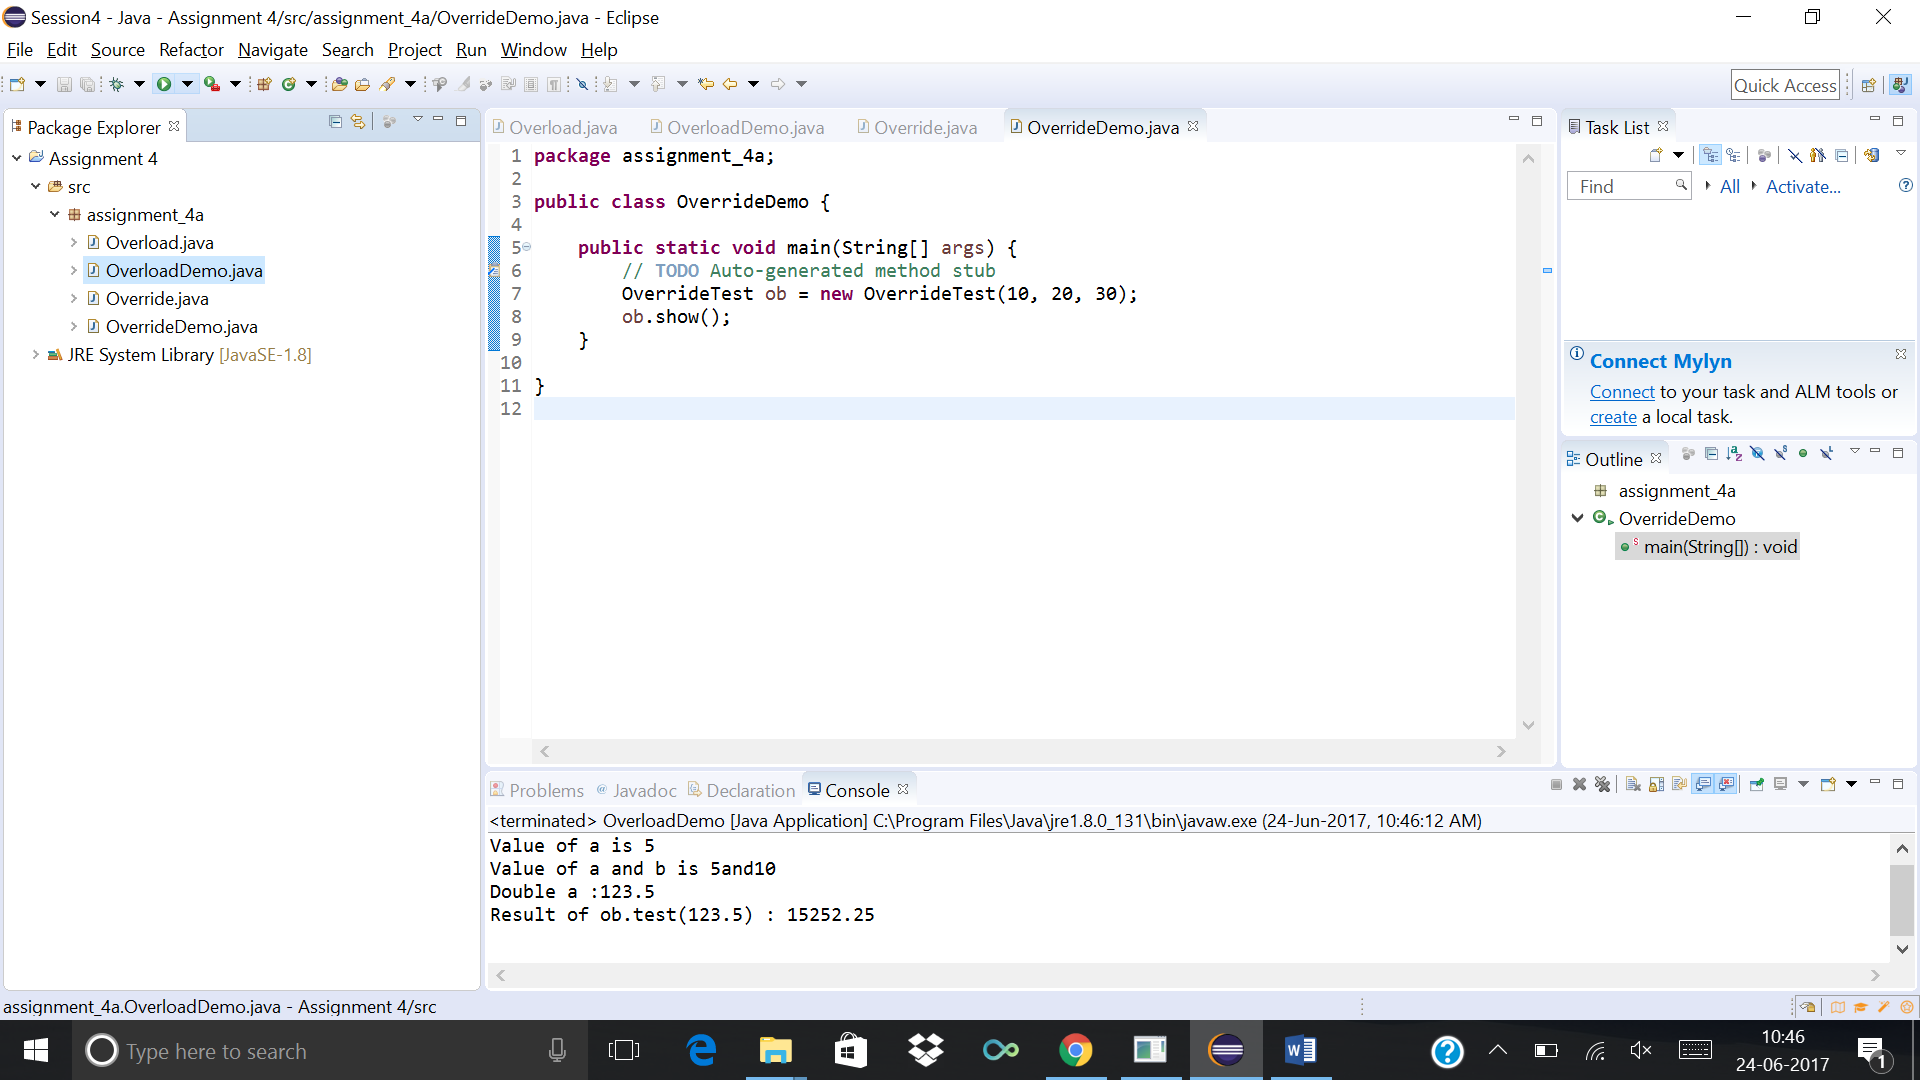 Session4 - Java - Assignment 4/src/assignment_4a/OverrideDemo.java - Eclipse
File Edit Source Refactor Navigate Search Project Run Window Help
Quick Access
Package Explorer
Assignment 4
src
assignment_4a
Overload.java
OverloadDemo.java
Override.java
OverrideDemo.java
JRE System Library [JavaSE-1.8]
Overload.java OverloadDemo.java Override.java OverrideDemo.java
1 package assignment_4a;
2
3 public class OverrideDemo {
4
5 public static void main(String[] args) {
6 // TODO Auto-generated method stub
7 OverrideTest ob = new OverrideTest(10, 20, 30);
8 ob.show();
9 }
10
11 }
12
Task List
Find All Activate...
Connect Mylyn
Connect to your task and ALM tools or
create a local task.
Outline
assignment_4a
OverrideDemo
main(String[]) : void
Problems Javadoc Declaration Console
<terminated> OverloadDemo [Java Application] C:\Program Files\Java\jre1.8.0_131\bin\javaw.exe (24-Jun-2017, 10:46:12 AM)
Value of a is 5
Value of a and b is 5and10
Double a :123.5
Result of ob.test(123.5) : 15252.25
assignment_4a.OverloadDemo.java - Assignment 4/src
Type here to search
10:46
24-06-2017
1